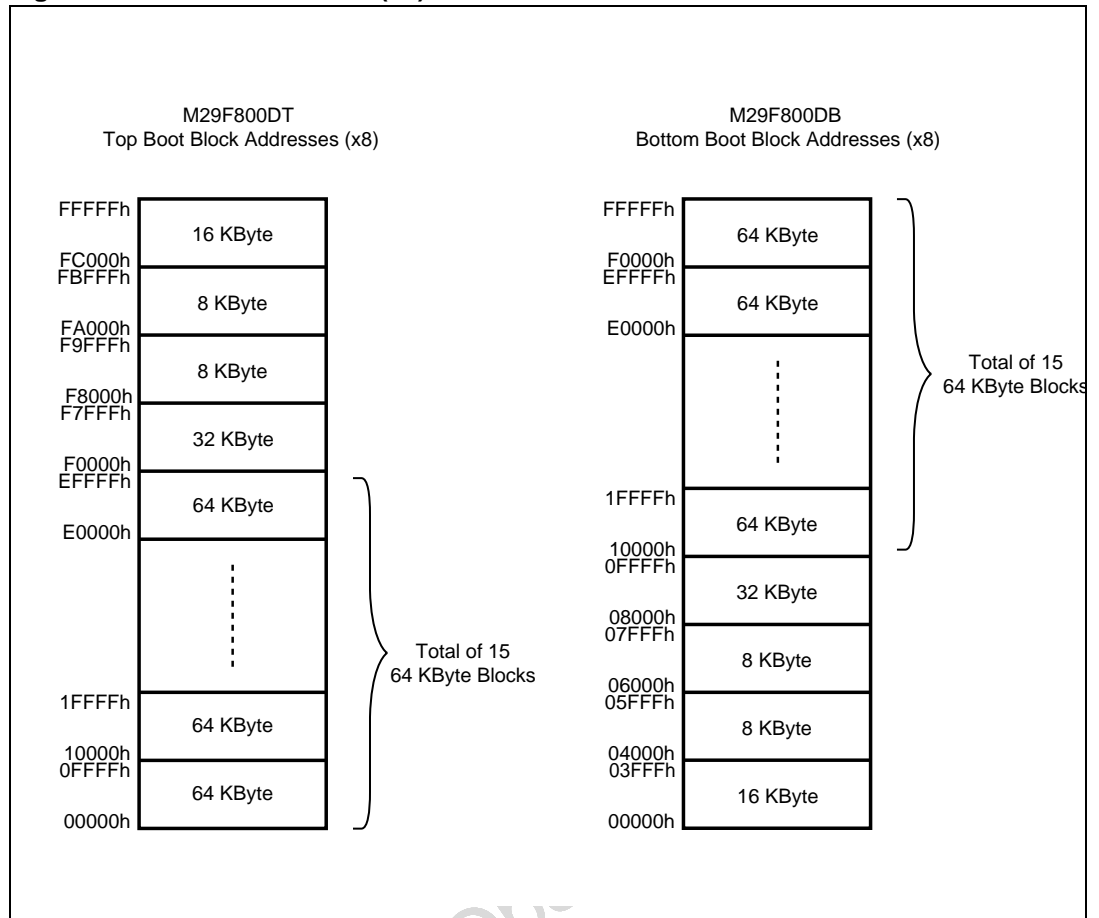 M29F800DT
Top Boot Block Addresses (x8)
FFFFFh
16 KByte
FC000h
FBFFFh
8 KByte
FA000h
F9FFFh
8 KByte
F8000h
F7FFFh
32 KByte
F0000h
EFFFFh
64 KByte
E0000h
Total of 15
64 KByte Blocks
1FFFFh
64 KByte
10000h
0FFFFh
64 KByte
00000h
M29F800DB
Bottom Boot Block Addresses (x8)
FFFFFh
64 KByte
F0000h
EFFFFh
64 KByte
E0000h
Total of 15
64 KByte Blocks
1FFFFh
64 KByte
10000h
0FFFFh
32 KByte
08000h
07FFFh
8 KByte
06000h
05FFFh
8 KByte
04000h
03FFFh
16 KByte
00000h